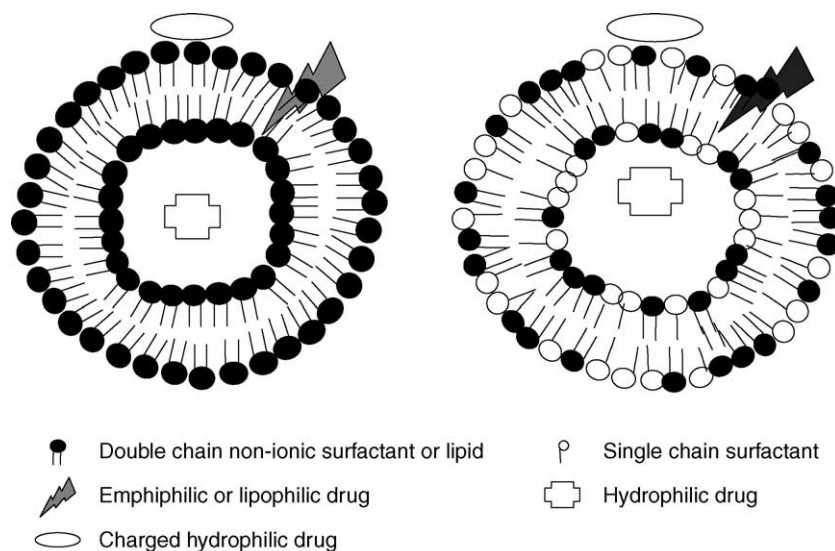 Double chain non-ionic surfactant or lipid
Single chain surfactant
Emphiphilic or lipophilic drug
Hydrophilic drug
Charged hydrophilic drug